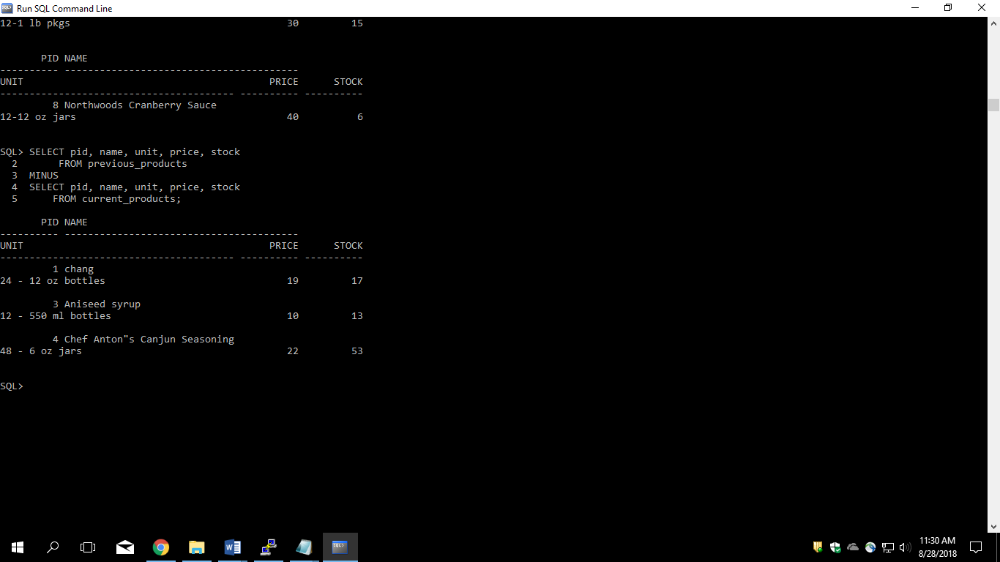 Run SQL Command Line
12-1 lb pkgs                                     30         15
       PID NAME
---------- ----------------------------------------
UNIT                                          PRICE      STOCK
---------------------------------------- ---------- ----------
         8 Northwoods Cranberry Sauce
12-12 oz jars                                    40          6
SQL> SELECT pid, name, unit, price, stock
  2       FROM previous_products
  3  MINUS
  4  SELECT pid, name, unit, price, stock
  5      FROM current_products;
       PID NAME
---------- ----------------------------------------
UNIT                                          PRICE      STOCK
---------------------------------------- ---------- ----------
         1 chang
24 - 12 oz bottles                               19         17
         3 Aniseed syrup
12 - 550 ml bottles                              10         13
         4 Chef Anton"s Canjun Seasoning
48 - 6 oz jars                                   22         53
SQL>
11:30 AM
8/28/2018